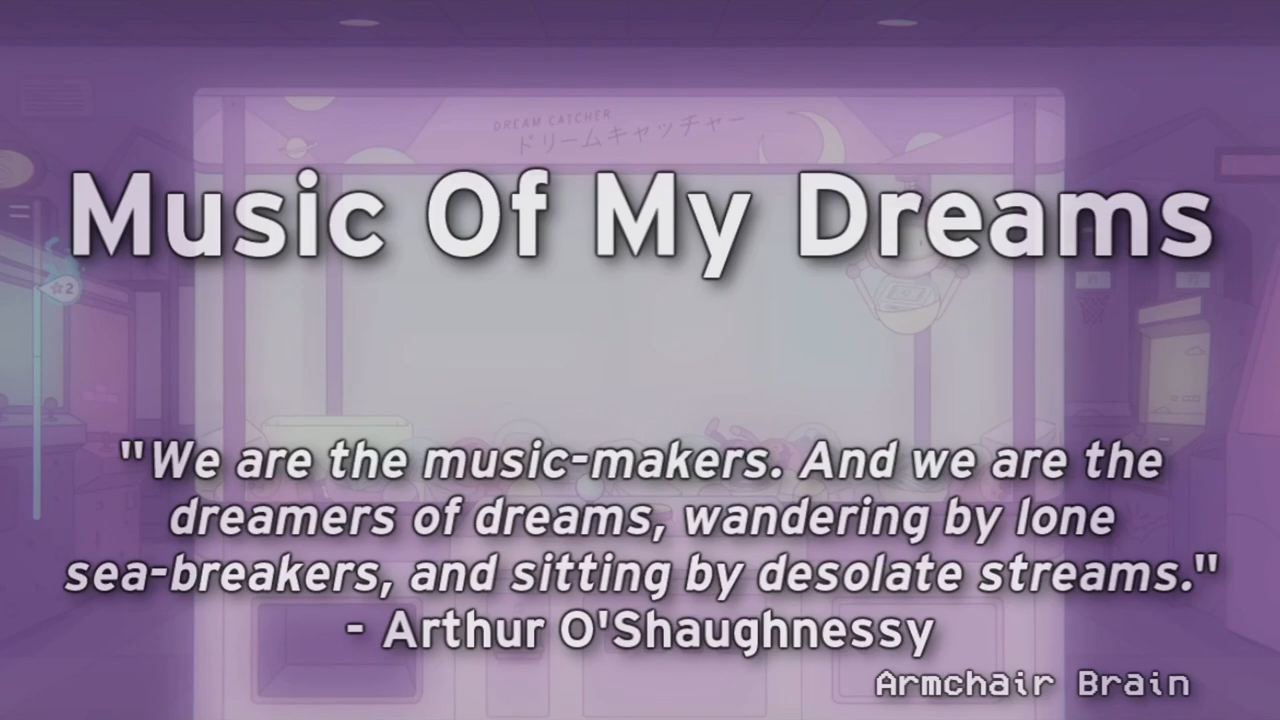 DREAM CATCHER
ドリームキャッチャー
Music Of My Dreams
★2
"We are the music-makers. And we are the
dreamers of dreams, wandering by lone
sea-breakers, and sitting by desolate streams."
- Arthur O'Shaughnessy
Armchair Brain